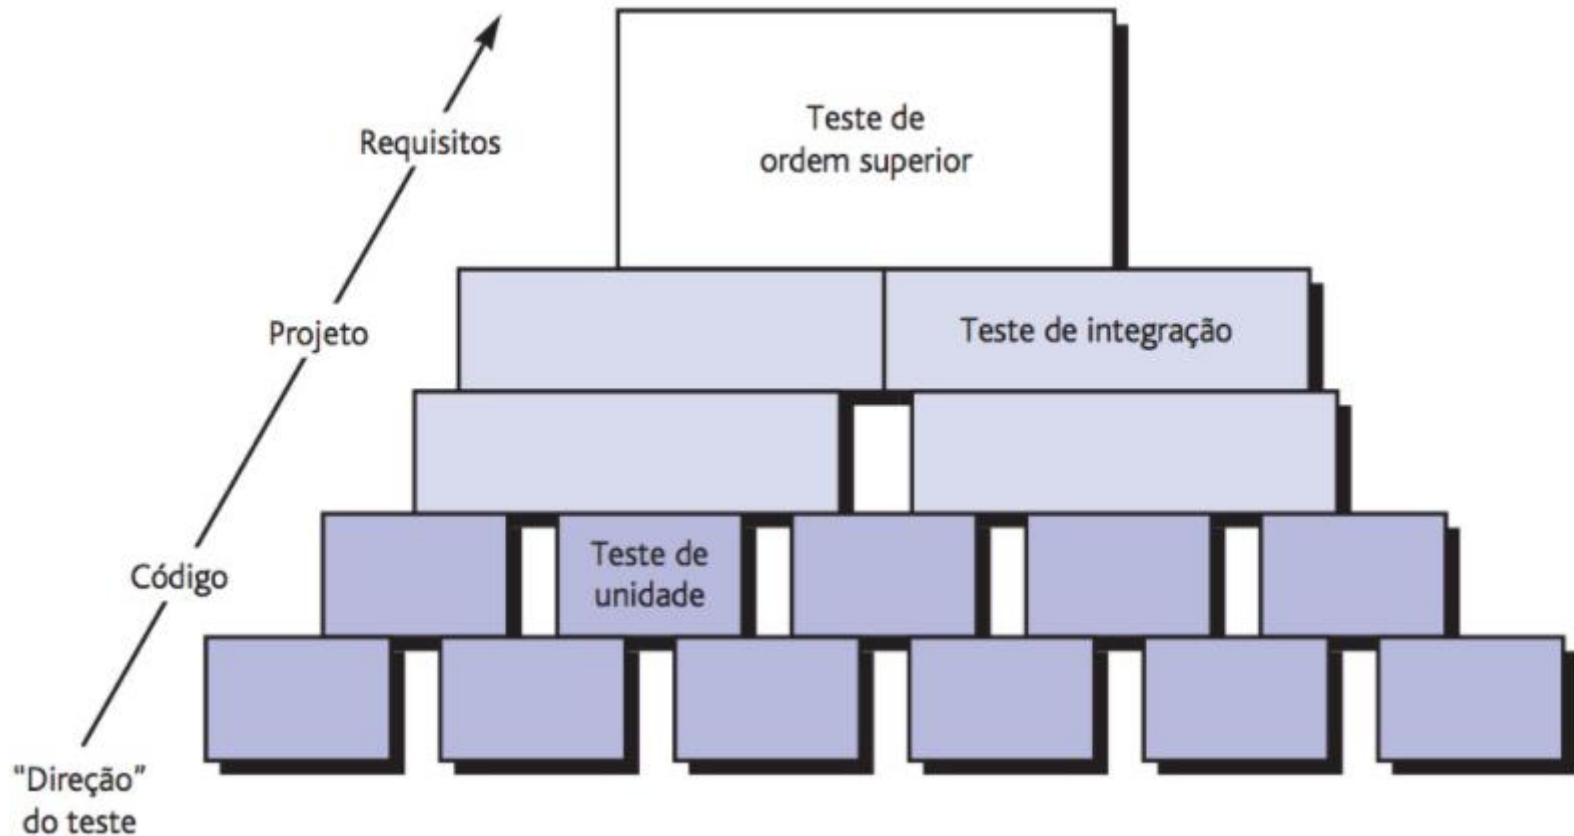 Teste de
ordem superior
Requisitos
Projeto
Teste de integração
Teste de
unidade
Código
"Direção"
do teste